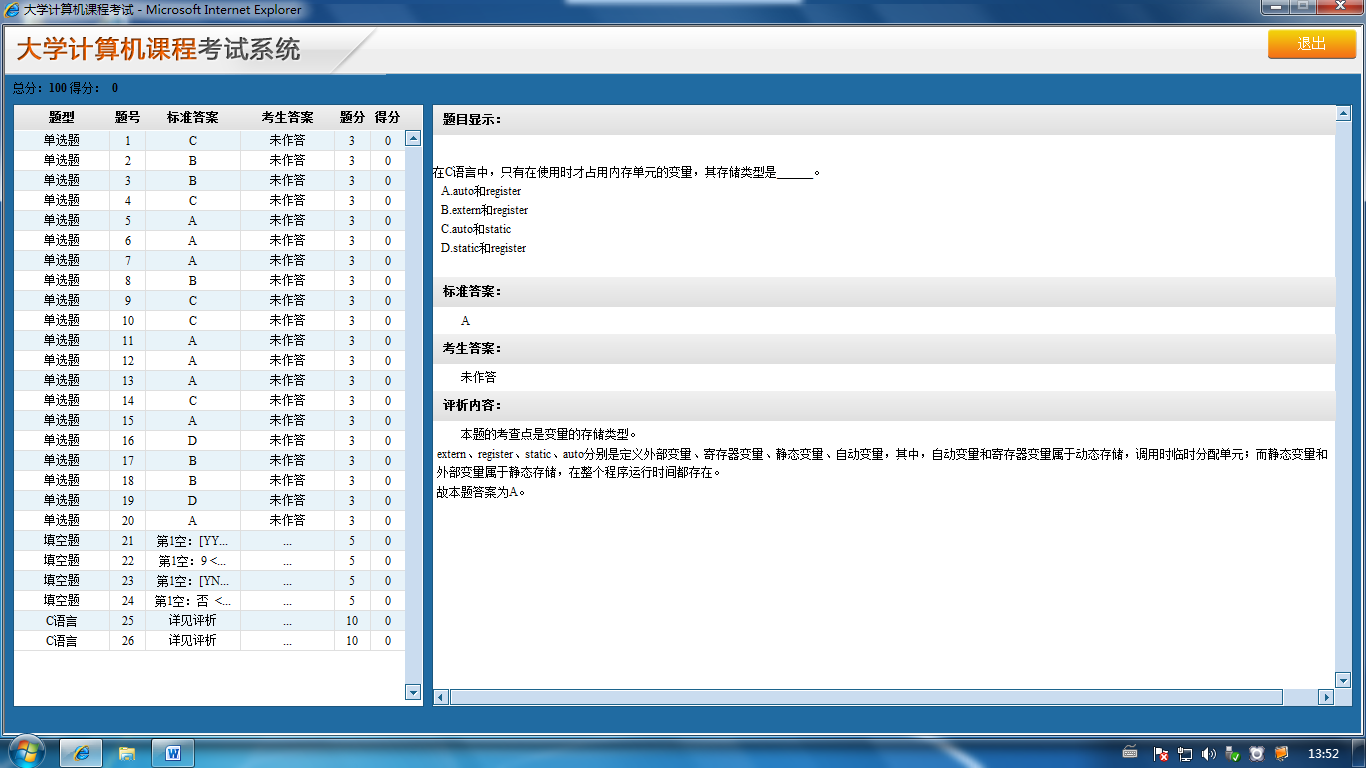 大学计算机课程考试 - Microsoft Internet Explorer
大学计算机课程考试系统
退出
总分：100 得分： 0
题型 题号 标准答案 考生答案 题分 得分
单选题 1 C 未作答 3 0
单选题 2 B 未作答 3 0
单选题 3 B 未作答 3 0
单选题 4 C 未作答 3 0
单选题 5 A 未作答 3 0
单选题 6 A 未作答 3 0
单选题 7 A 未作答 3 0
单选题 8 B 未作答 3 0
单选题 9 C 未作答 3 0
单选题 10 C 未作答 3 0
单选题 11 A 未作答 3 0
单选题 12 A 未作答 3 0
单选题 13 A 未作答 3 0
单选题 14 C 未作答 3 0
单选题 15 A 未作答 3 0
单选题 16 D 未作答 3 0
单选题 17 B 未作答 3 0
单选题 18 B 未作答 3 0
单选题 19 D 未作答 3 0
单选题 20 A 未作答 3 0
填空题 21 第1空：[YY... ... 5 0
填空题 22 第1空：9 <... ... 5 0
填空题 23 第1空：[YN... ... 5 0
填空题 24 第1空：否 <... ... 5 0
C语言 25 详见评析 ... 10 0
C语言 26 详见评析 ... 10 0
题目显示：
在C语言中，只有在使用时才占用内存单元的变量，其存储类型是______。
A.auto和register
B.extern和register
C.auto和static
D.static和register
标准答案：
A
考生答案：
未作答
评析内容：
本题的考查点是变量的存储类型。
extern、register、static、auto分别是定义外部变量、寄存器变量、静态变量、自动变量，其中，自动变量和寄存器变量属于动态存储，调用时临时分配单元；而静态变量和
外部变量属于静态存储，在整个程序运行时间都存在。
故本题答案为A。
13:52